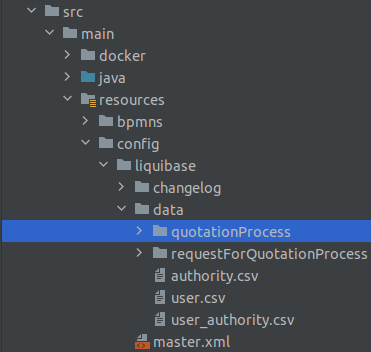 src
main
docker
java
resources
bpmns
config
liquibase
changelog
data
quotationProcess
requestForQuotationProcess
authority.csv
user.csv
user_authority.csv
master.xml